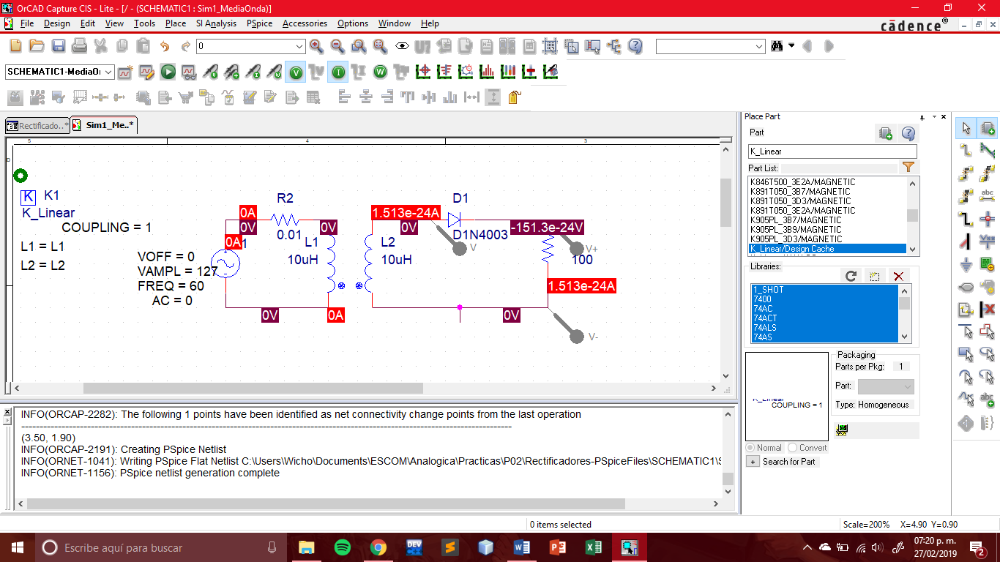 OrCAD Capture CIS - Lite - [/ - (SCHEMATIC1 : Sim1_MediaOnda)]
File Design Edit View Tools Place SI Analysis PSpice Accessories Options Window Help
cādence®
0
SCHEMATIC1-MediaO
Rectificado..* Sim1_Me..*
5 4 3
K K1
K_Linear
COUPLING = 1
L1 = L1
L2 = L2
VOFF = 0
VAMPL = 127
FREQ = 60
AC = 0
R2
0A
0V
0.01
0V
0A
L1
10uH
0V
0A
1.513e-24A
0V
L2
10uH
D1
D1N4003
V
-151.3e-24V
V+
100
1.513e-24A
0V
V-
Place Part
Part
K_Linear
Part List:
K846T500_3E2A/MAGNETIC
K891T050_3B7/MAGNETIC
K891T050_3D3/MAGNETIC
K891T500_3E2A/MAGNETIC
K905PL_3B7/MAGNETIC
K905PL_3B9/MAGNETIC
K905PL_3D3/MAGNETIC
K_Linear/Design Cache
Libraries:
1_SHOT
7400
74AC
74ACT
74ALS
74AS
K_Linear
COUPLING = 1
Packaging
Parts per Pkg: 1
Part:
Type: Homogeneous
Normal Convert
+ Search for Part
INFO(ORCAP-2282): The following 1 points have been identified as net connectivity change points from the last operation
(3.50, 1.90)
INFO(ORCAP-2191): Creating PSpice Netlist
INFO(ORNET-1041): Writing PSpice Flat Netlist C:\Users\Wicho\Documents\ESCOM\Analogica\Practicas\P02\Rectificadores-PSpiceFiles\SCHEMATIC1\S
INFO(ORNET-1156): PSpice netlist generation complete
0 items selected
Scale=200% X=4.90 Y=0.90
Escribe aquí para buscar
DEV
07:20 p. m.
27/02/2019
2